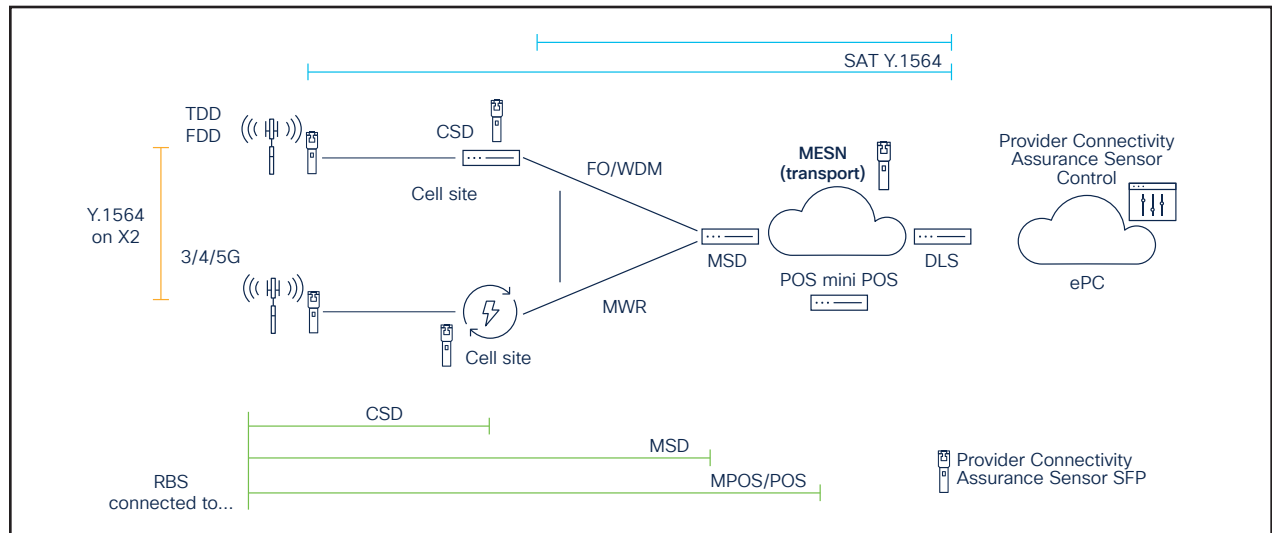 SAT Y.1564
TDD
FDD
CSD
Cell site
FO/WDM
MESN
(transport)
Provider Connectivity
Assurance Sensor
Control
Y.1564
on X2
3/4/5G
MSD
POS mini POS
DLS
ePC
MWR
Cell site
CSD
MSD
MPOS/POS
RBS
connected to...
Provider Connectivity
Assurance Sensor SFP